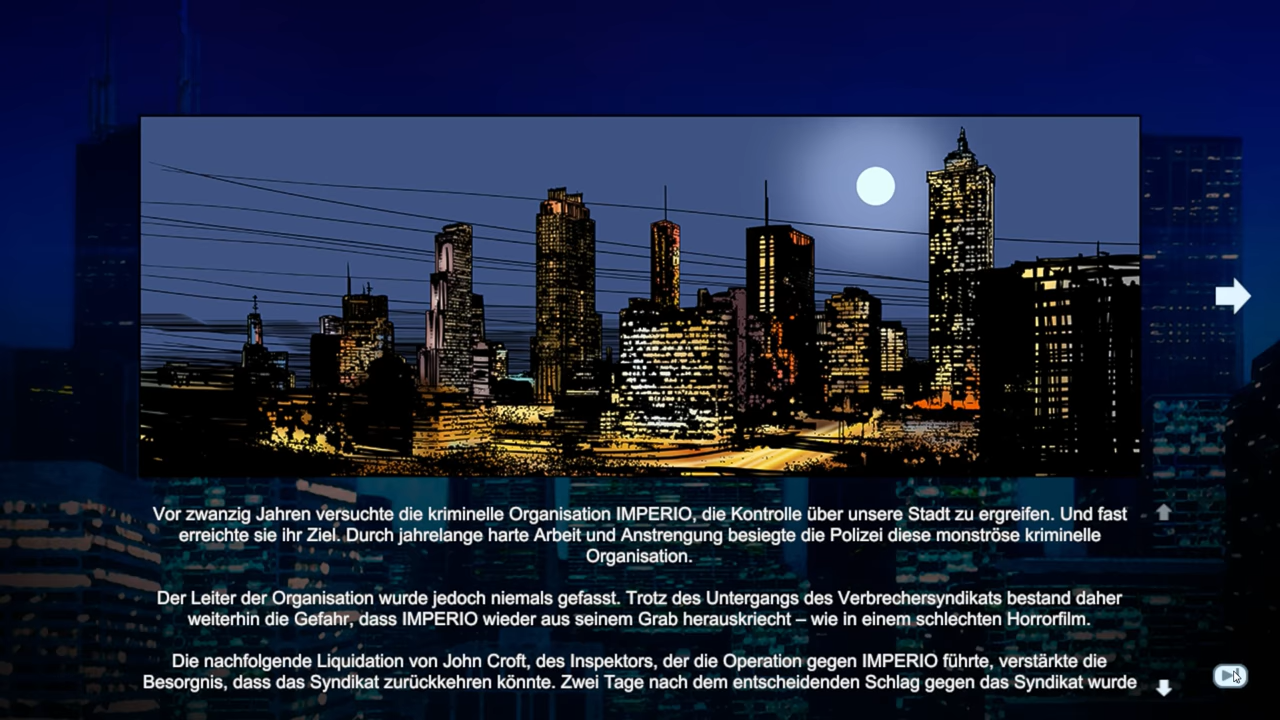 Vor zwanzig Jahren versuchte die kriminelle Organisation IMPERIO, die Kontrolle über unsere Stadt zu ergreifen. Und fast
erreichte sie ihr Ziel. Durch jahrelange harte Arbeit und Anstrengung besiegte die Polizei diese monströse kriminelle
Organisation.
Der Leiter der Organisation wurde jedoch niemals gefasst. Trotz des Untergangs des Verbrechersyndikats bestand daher
weiterhin die Gefahr, dass IMPERIO wieder aus seinem Grab herauskriecht – wie in einem schlechten Horrorfilm.
Die nachfolgende Liquidation von John Croft, des Inspektors, der die Operation gegen IMPERIO führte, verstärkte die
Besorgnis, dass das Syndikat zurückkehren könnte. Zwei Tage nach dem entscheidenden Schlag gegen das Syndikat wurde